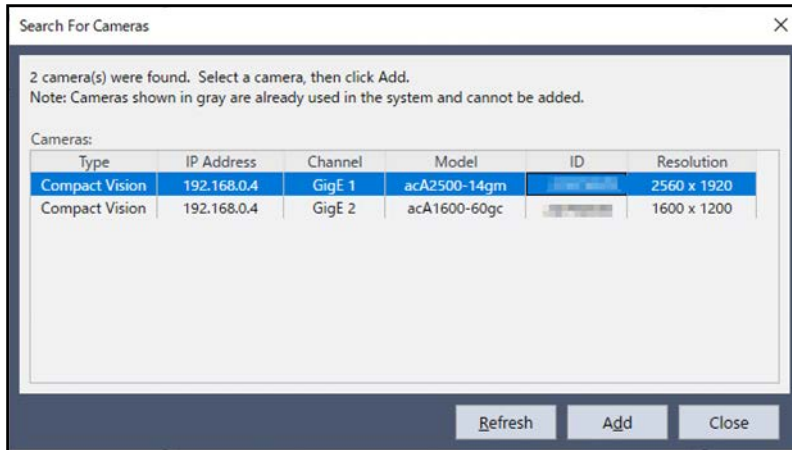 Search For Cameras
2 camera(s) were found. Select a camera, then click Add.
Note: Cameras shown in gray are already used in the system and cannot be added.
Cameras:
Type IP Address Channel Model ID Resolution
Compact Vision 192.168.0.4 GigE 1 acA2500-14gm 2560 x 1920
Compact Vision 192.168.0.4 GigE 2 acA1600-60gc 1600 x 1200
Refresh Add Close